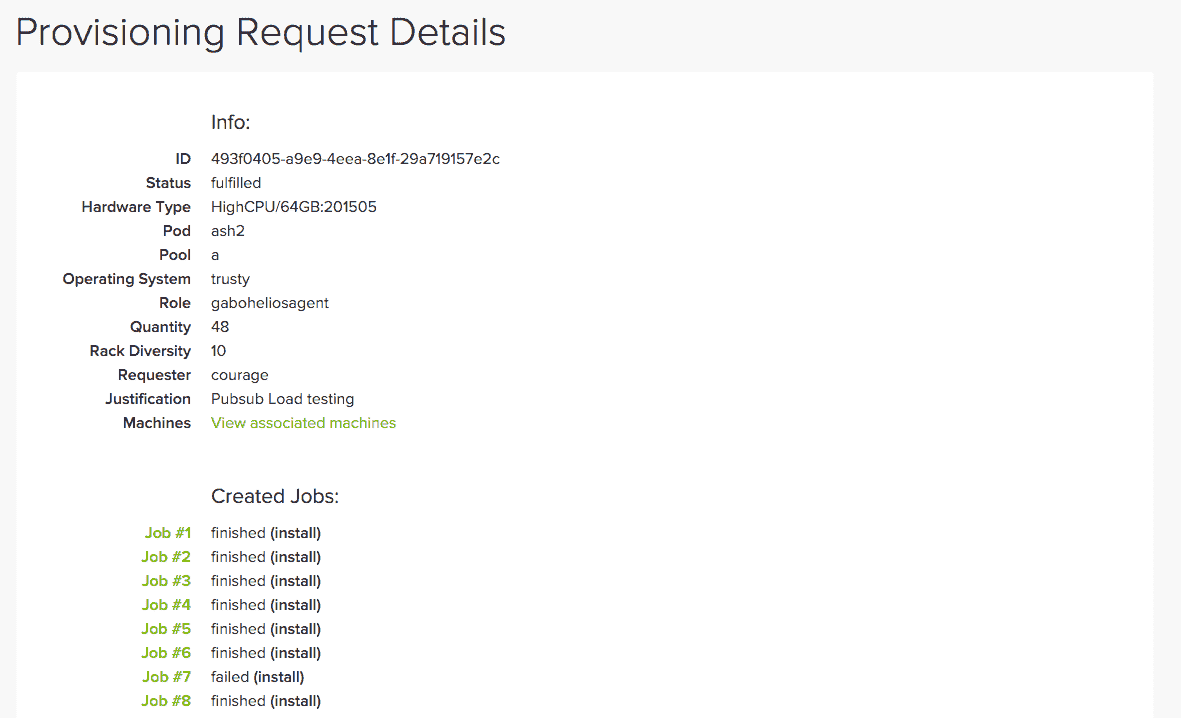 Provisioning Request Details
Info:
ID 493f0405-a9e9-4eea-8e1f-29a719157e2c
Status fulfilled
Hardware Type HighCPU/64GB:201505
Pod ash2
Pool a
Operating System trusty
Role gaboheliosagent
Quantity 48
Rack Diversity 10
Requester courage
Justification Pubsub Load testing
Machines View associated machines
Created Jobs:
Job #1 finished (install)
Job #2 finished (install)
Job #3 finished (install)
Job #4 finished (install)
Job #5 finished (install)
Job #6 finished (install)
Job #7 failed (install)
Job #8 finished (install)